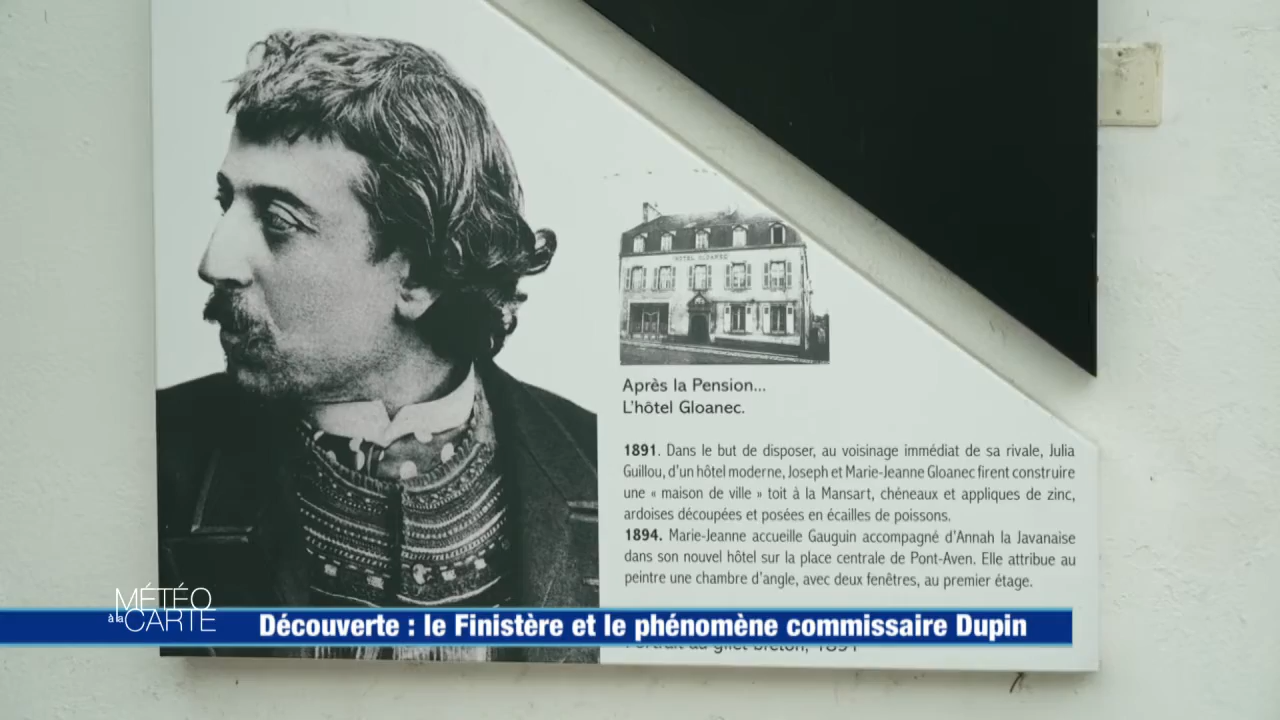 HOTEL GLOANEC
Après la Pension...
L'hôtel Gloanec.
1891. Dans le but de disposer, au voisinage immédiat de sa rivale, Julia
Guillou, d'un hôtel moderne, Joseph et Marie-Jeanne Gloanec firent construire
une « maison de ville » toit à la Mansart, chéneaux et appliques de zinc,
ardoises découpées et posées en écailles de poissons.
1894. Marie-Jeanne accueille Gauguin accompagné d'Annah la Javanaise
dans son nouvel hôtel sur la place centrale de Pont-Aven. Elle attribue au
peintre une chambre d'angle, avec deux fenêtres, au premier étage.
MÉTÉO
à la CARTE
Découverte : le Finistère et le phénomène commissaire Dupin
Portrait au gilet breton, 1891